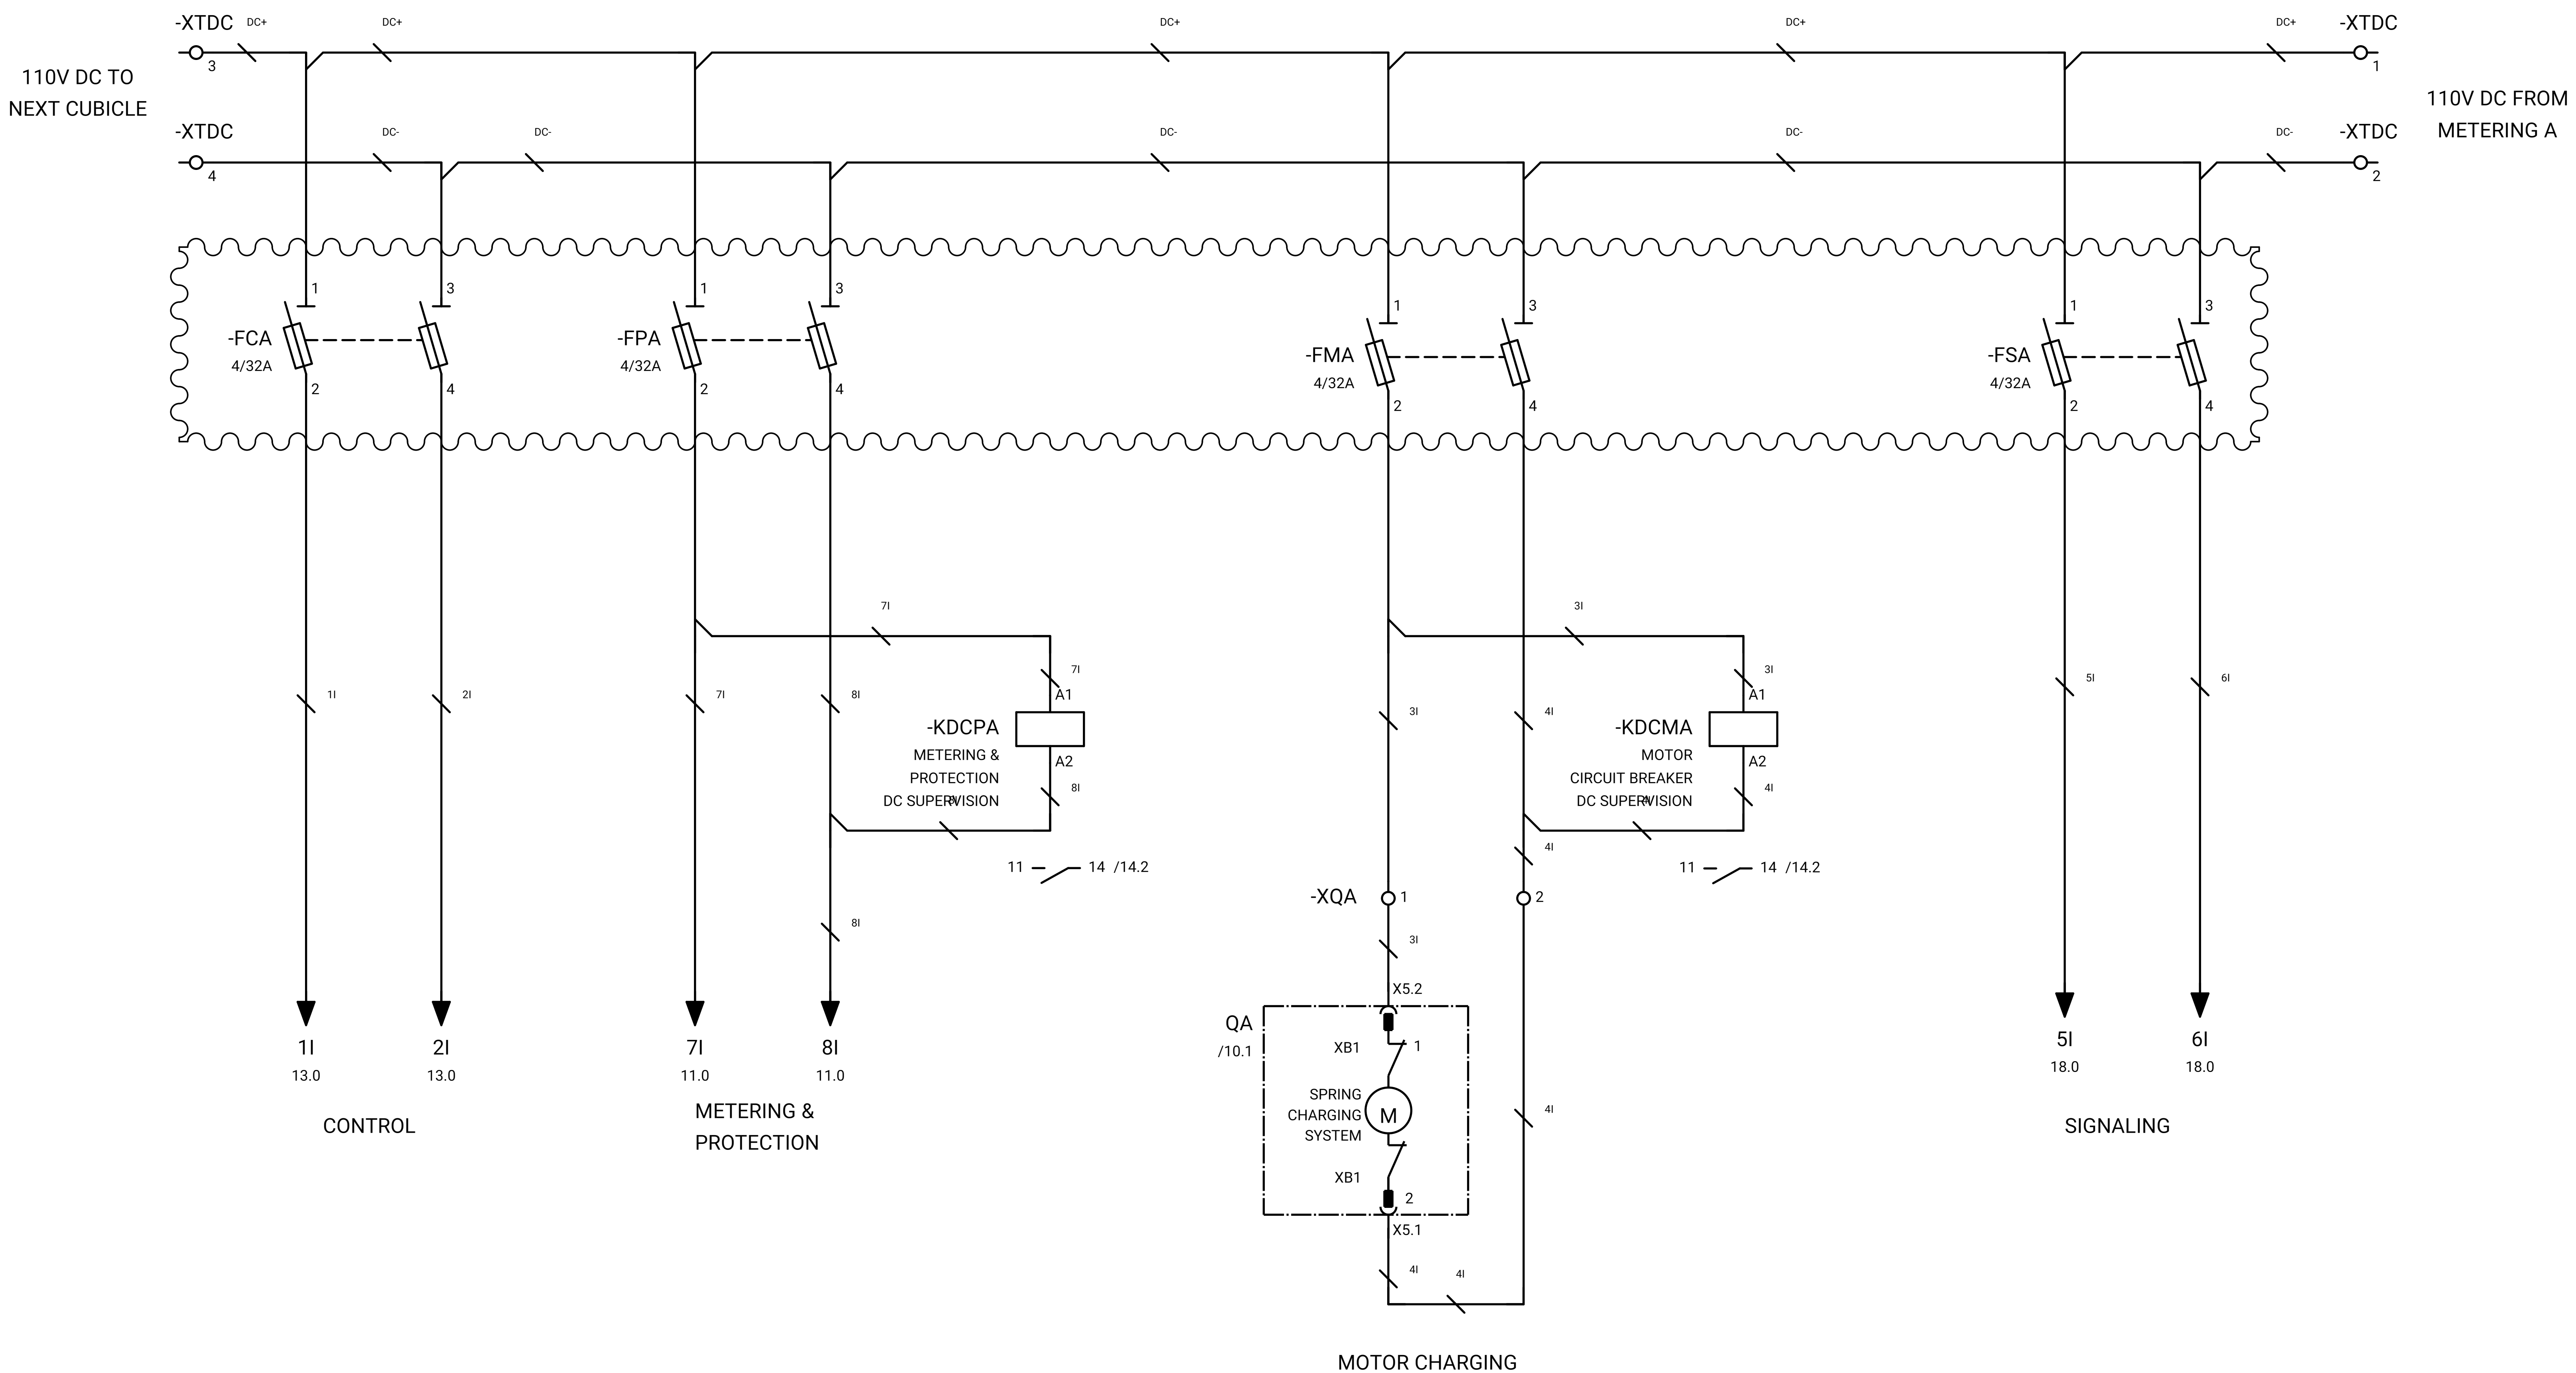 -XTDC
DC+
DC+
DC+
DC+
DC+
-XTDC
3
1
110V DC TO
NEXT CUBICLE
110V DC FROM
METERING A
-XTDC
DC-
DC-
DC-
DC-
DC-
-XTDC
4
2
1
3
1
3
1
3
1
3
-FCA
4/32A
-FPA
4/32A
-FMA
4/32A
-FSA
4/32A
2
4
2
4
2
4
2
4
7I
3I
7I
3I
1I
2I
7I
8I
A1
3I
4I
A1
5I
6I
-KDCPA
METERING &
PROTECTION
DC SUPERVISION
A2
8I
-KDCMA
MOTOR
CIRCUIT BREAKER
DC SUPERVISION
A2
4I
4I
11
14 /14.2
11
14 /14.2
-XQA
1
2
8I
3I
X5.2
QA
/10.1
XB1
1
SPRING
CHARGING
SYSTEM
M
XB1
2
X5.1
4I
4I
4I
1I
13.0
2I
13.0
7I
11.0
8I
11.0
5I
18.0
6I
18.0
CONTROL
METERING &
PROTECTION
SIGNALING
MOTOR CHARGING